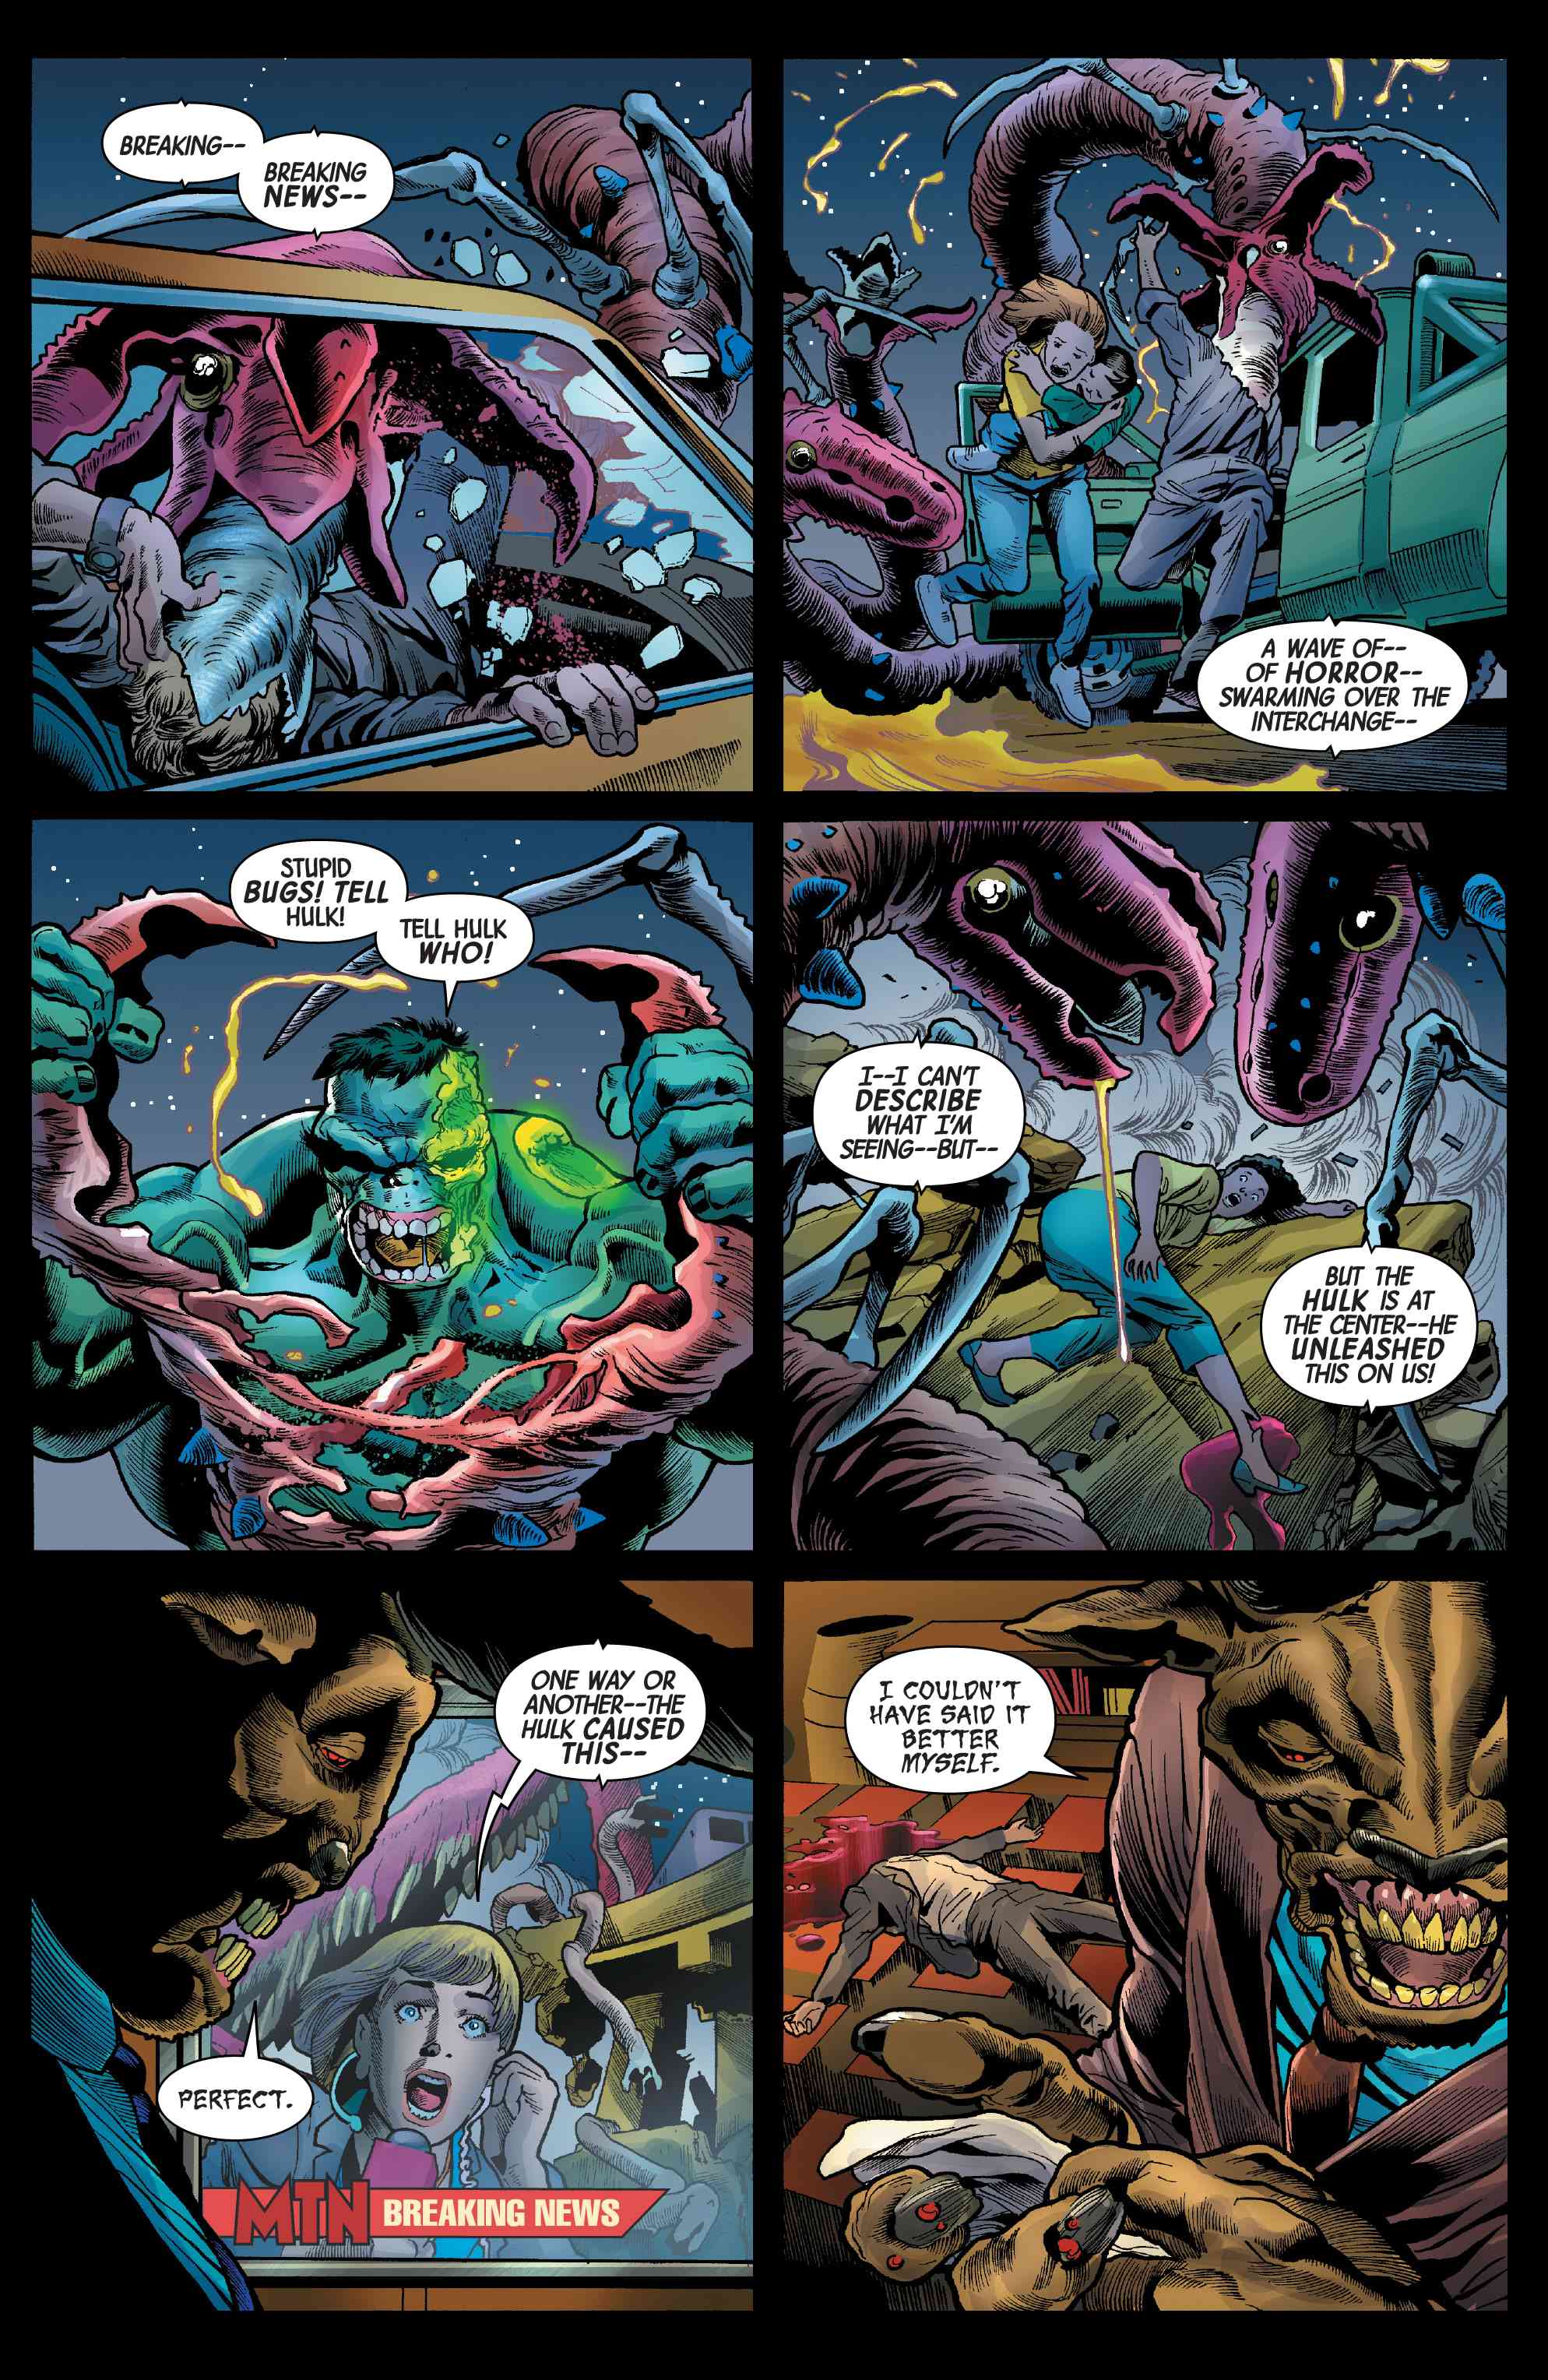 BREAKING--
BREAKING
NEWS--
A WAVE OF--
OF HORROR--
SWARMING OVER THE
INTERCHANGE--
STUPID
BUGS! TELL
HULK!
TELL HULK
WHO!
I--I CAN'T
DESCRIBE
WHAT I'M
SEEING--BUT--
BUT THE
HULK IS AT
THE CENTER--HE
UNLEASHED
THIS ON US!
ONE WAY OR
ANOTHER--THE
HULK CAUSED
THIS--
PERFECT.
MTN BREAKING NEWS
I COULDN'T
HAVE SAID IT
BETTER
MYSELF.